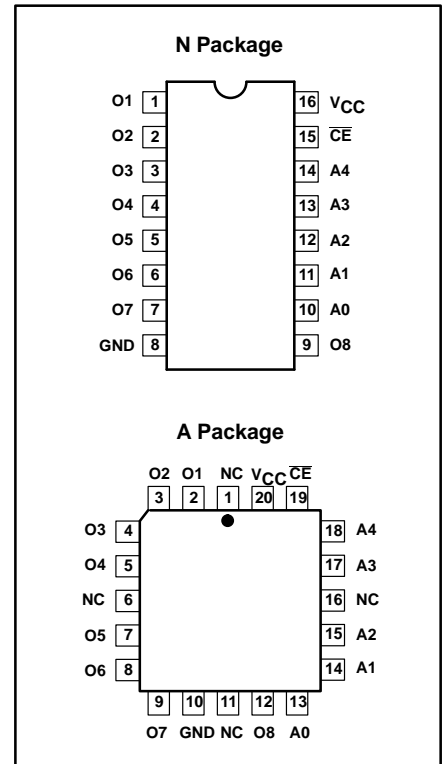 N Package
O1 1 16 VCC
O2 2 15 C̅E̅
O3 3 14 A4
O4 4 13 A3
O5 5 12 A2
O6 6 11 A1
O7 7 10 A0
GND 8 9 O8
A Package
O2 O1 NC VCC C̅E̅
3 2 1 20 19
O3 4 18 A4
O4 5 17 A3
NC 6 16 NC
O5 7 15 A2
O6 8 14 A1
9 10 11 12 13
O7 GND NC O8 A0